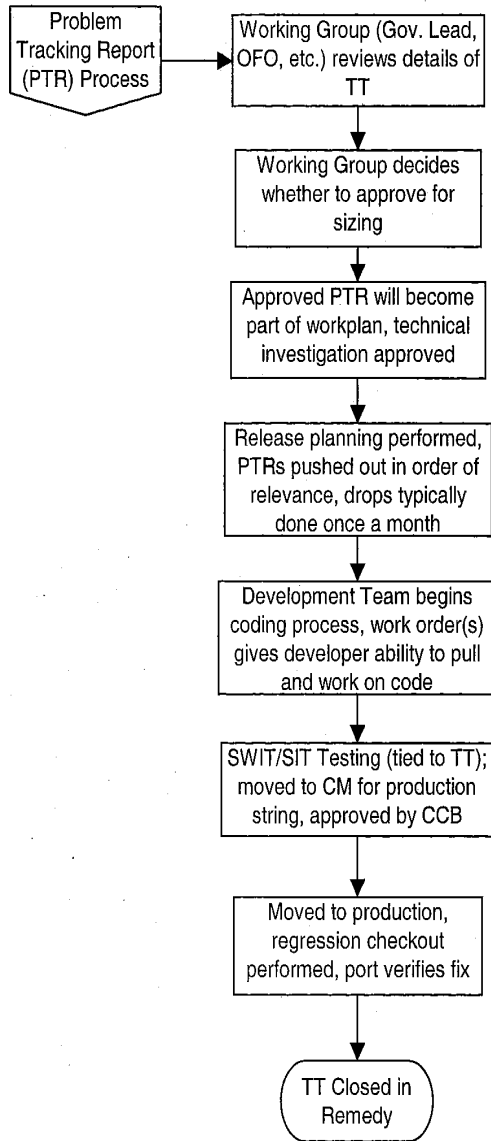 Problem
Tracking Report
(PTR) Process
Working Group (Gov. Lead,
OFO, etc.) reviews details of
TT
Working Group decides
whether to approve for
sizing
Approved PTR will become
part of workplan, technical
investigation approved
Release planning performed,
PTRs pushed out in order of
relevance, drops typically
done once a month
Development Team begins
coding process, work order(s)
gives developer ability to pull
and work on code
SWIT/SIT Testing (tied to TT);
moved to CM for production
string, approved by CCB
Moved to production,
regression checkout
performed, port verifies fix
TT Closed in
Remedy